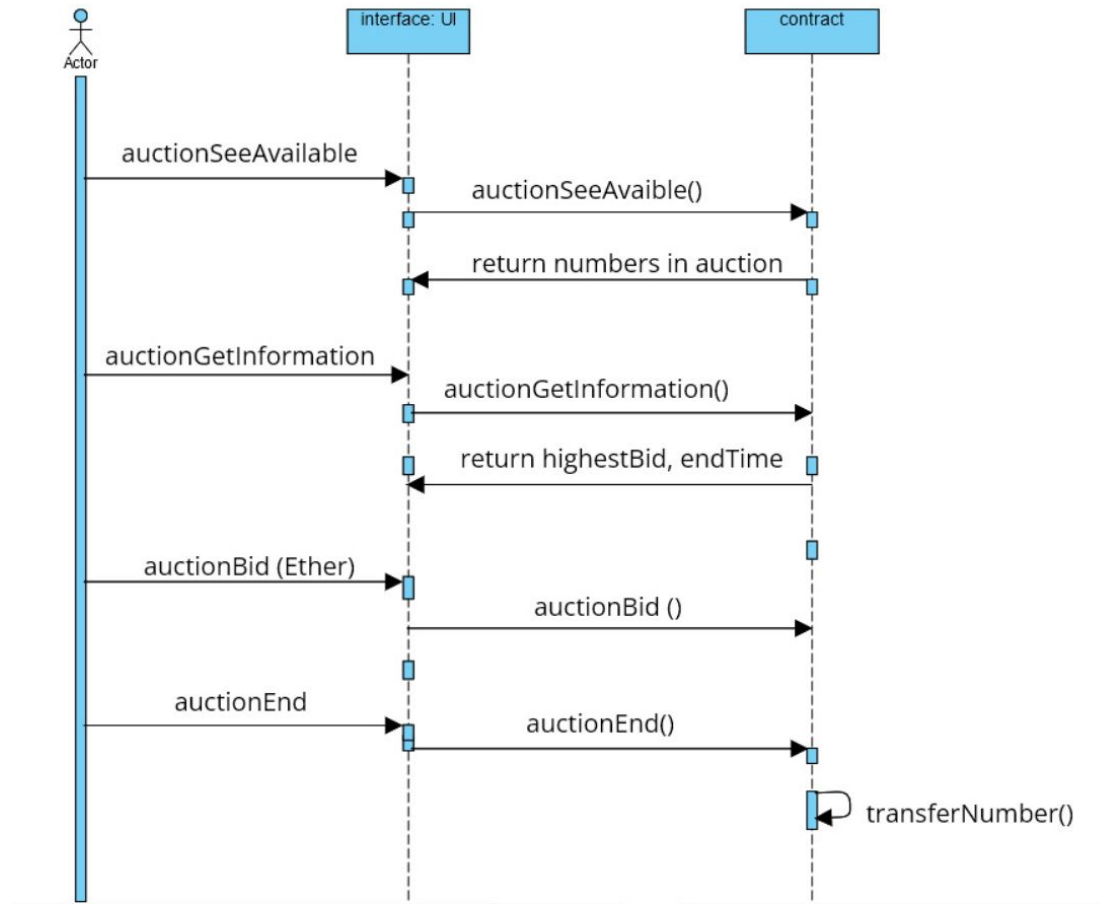 interface: UI
contract
Actor
auctionSeeAvailable
auctionSeeAvaible()
return numbers in auction
auctionGetInformation
auctionGetInformation()
return highestBid, endTime
auctionBid (Ether)
auctionBid ()
auctionEnd
auctionEnd()
transferNumber()